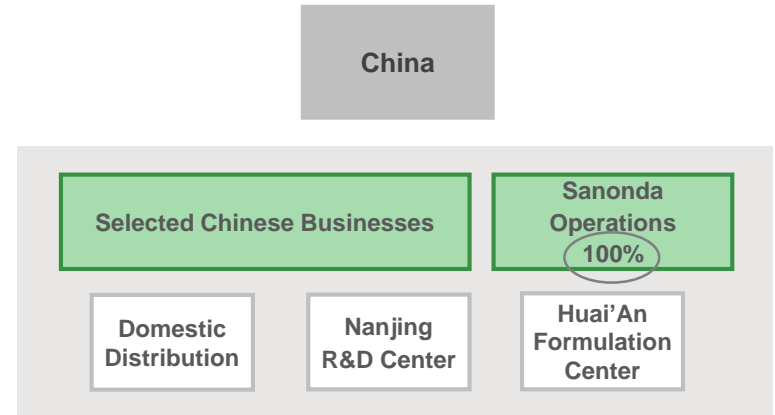 China
Selected Chinese Businesses
Sanonda
Operations
100%
Domestic
Distribution
Nanjing
R&D Center
Huai’An
Formulation
Center